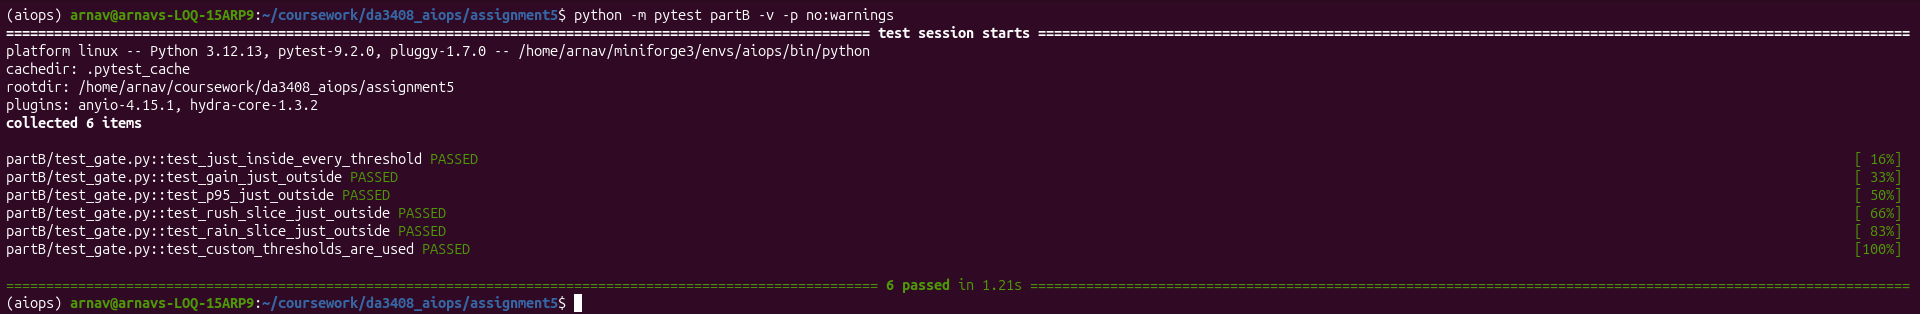 (aiops) arnav@arnavs-LOQ-15ARP9:~/coursework/da3408_aiops/assignment5$ python -m pytest partB -v -p no:warnings
============================================================================================================ test session starts =============================================================================================================
platform linux -- Python 3.12.13, pytest-9.2.0, pluggy-1.7.0 -- /home/arnav/miniforge3/envs/aiops/bin/python
cachedir: .pytest_cache
rootdir: /home/arnav/coursework/da3408_aiops/assignment5
plugins: anyio-4.15.1, hydra-core-1.3.2
collected 6 items
partB/test_gate.py::test_just_inside_every_threshold PASSED [ 16%]
partB/test_gate.py::test_gain_just_outside PASSED [ 33%]
partB/test_gate.py::test_p95_just_outside PASSED [ 50%]
partB/test_gate.py::test_rush_slice_just_outside PASSED [ 66%]
partB/test_gate.py::test_rain_slice_just_outside PASSED [ 83%]
partB/test_gate.py::test_custom_thresholds_are_used PASSED [100%]
============================================================================================================= 6 passed in 1.21s ==============================================================================================================
(aiops) arnav@arnavs-LOQ-15ARP9:~/coursework/da3408_aiops/assignment5$